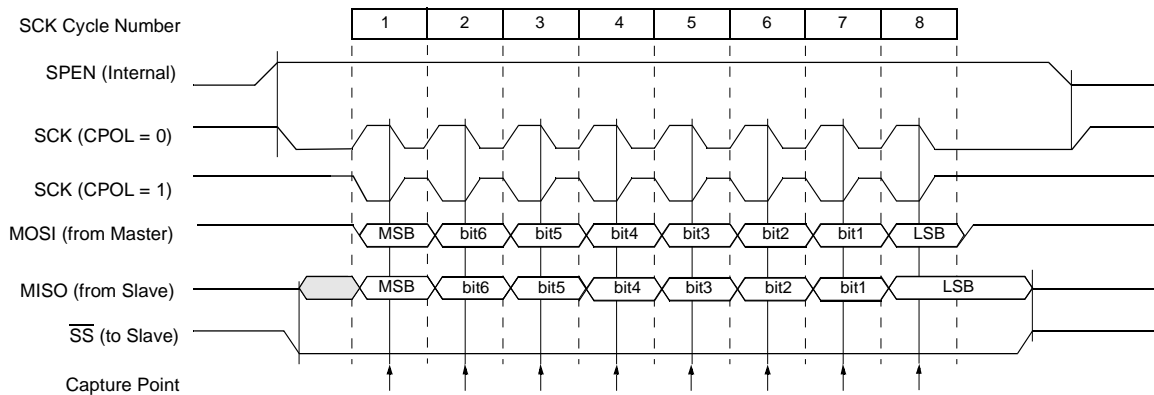 SCK Cycle Number 1 2 3 4 5 6 7 8
SPEN (Internal)
SCK (CPOL = 0)
SCK (CPOL = 1)
MOSI (from Master) MSB bit6 bit5 bit4 bit3 bit2 bit1 LSB
MISO (from Slave) MSB bit6 bit5 bit4 bit3 bit2 bit1 LSB
S̅S̅ (to Slave)
Capture Point